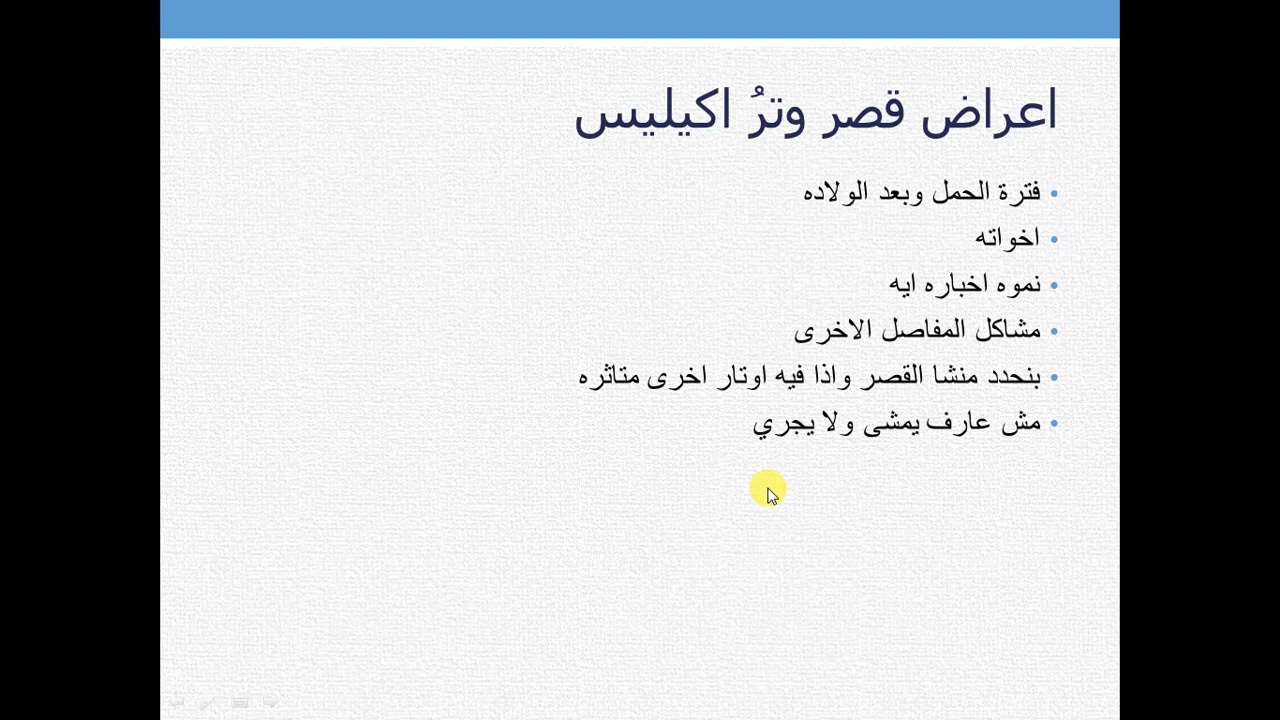 اعراض قصر وترُ اكيليس
• فترة الحمل وبعد الولاده
• اخواته
• نموه اخباره ايه
• مشاكل المفاصل الاخرى
• بنحدد منشا القصر واذا فيه اوتار اخرى متاثره
• مش عارف يمشى ولا يجري